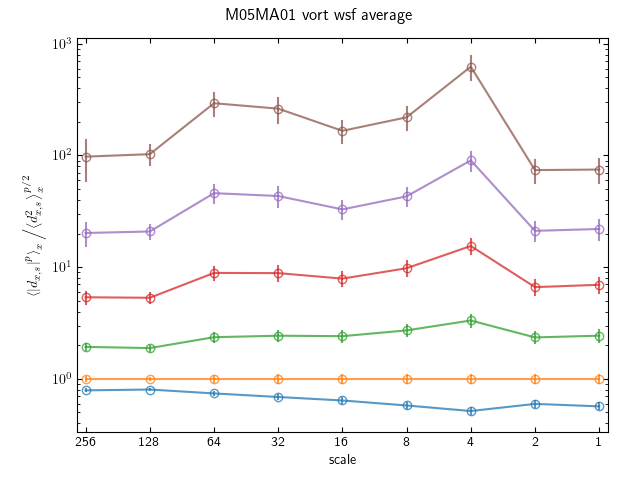 M05MA01 vort wsf average
10³
10²
10¹
10⁰
⟨|d_{x,s}|^p⟩_x / ⟨d²_{x,s}⟩_x^{p/2}
256 128 64 32 16 8 4 2 1
scale